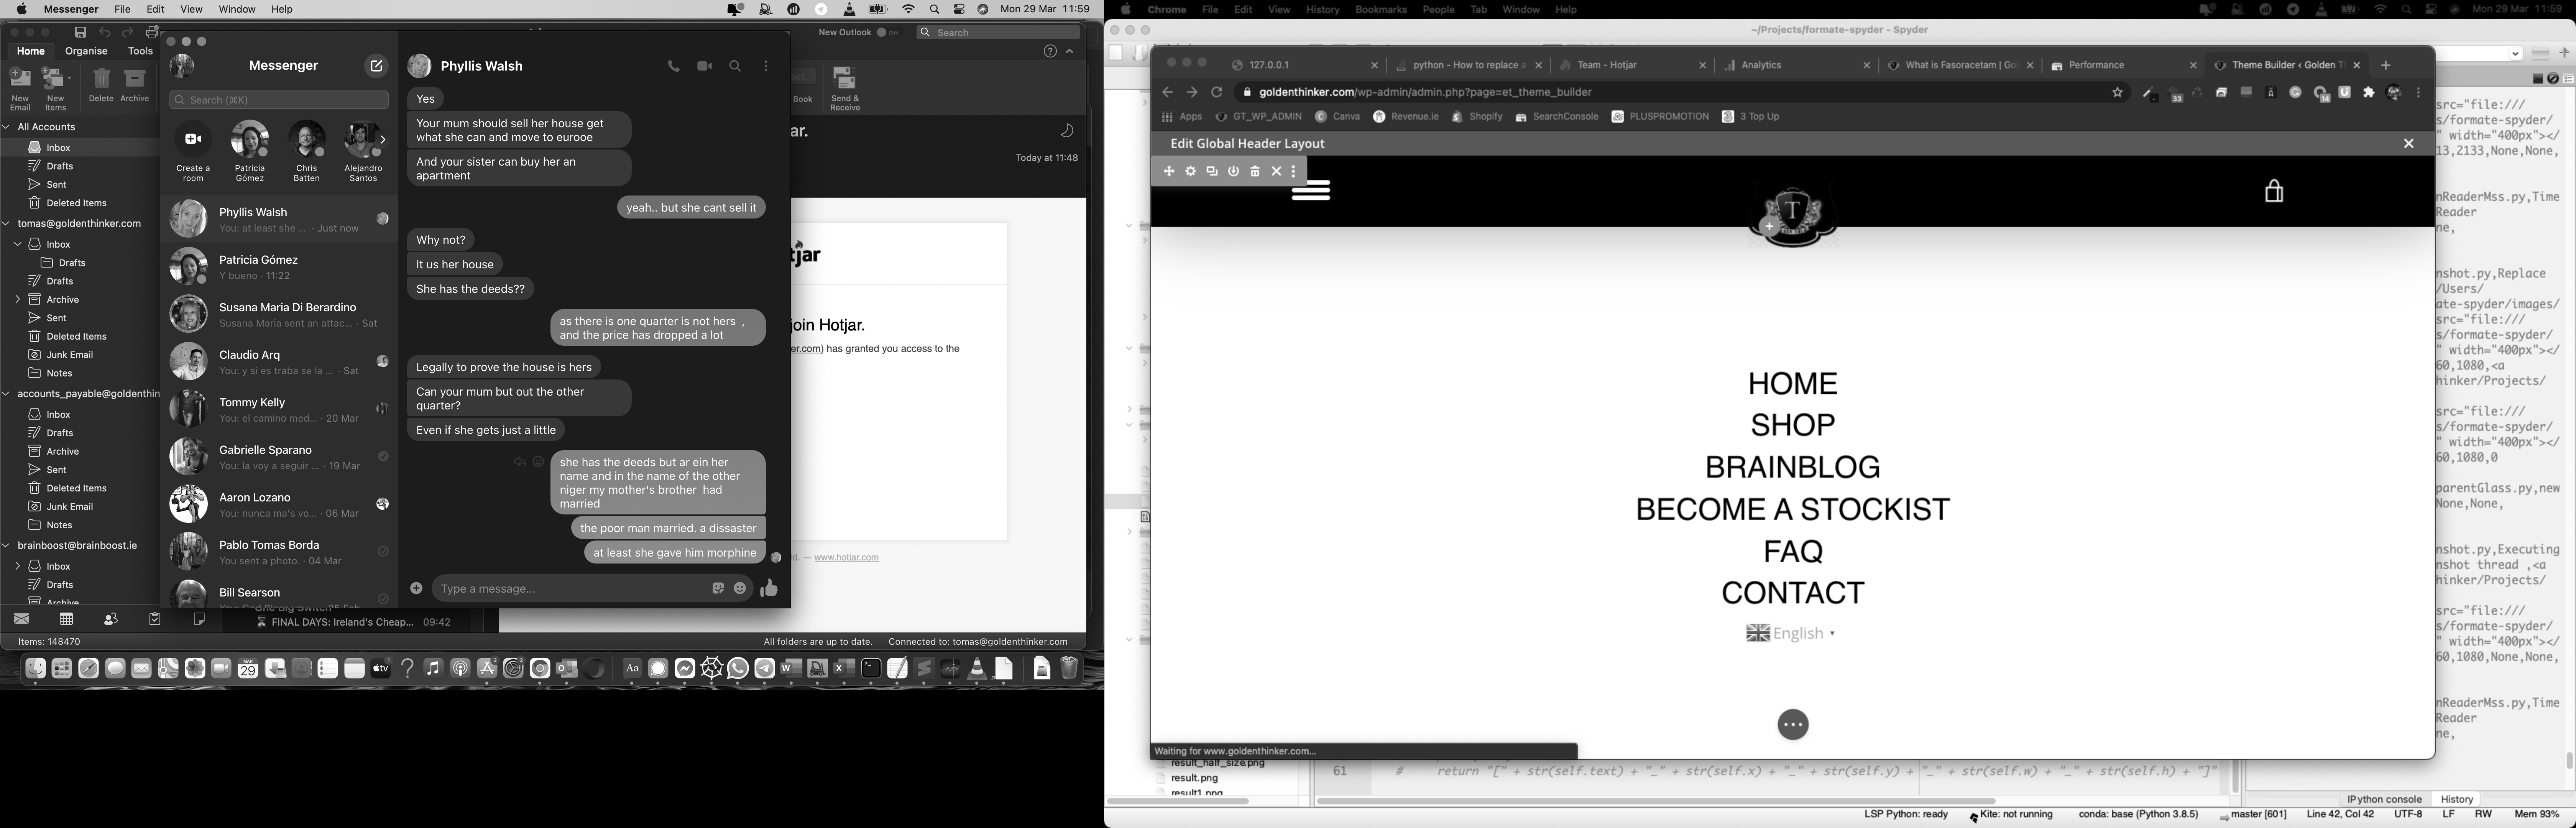 Messenger File Edit View Window Help
Mon 29 Mar 11:59
New Outlook
Search
Home Organise Tools
New Email
New Items
Delete
Archive
Book
Send & Receive
All Accounts
Inbox
Drafts
Sent
Deleted Items
tomas@goldenthinker.com
Inbox
Drafts
Drafts
Archive
Sent
Deleted Items
Junk Email
Notes
accounts_payable@goldenthin
Inbox
Drafts
Archive
Sent
Deleted Items
Junk Email
Notes
brainboost@brainboost.ie
Inbox
Drafts
Archive
Items: 148470
All folders are up to date.
Connected to: tomas@goldenthinker.com
Messenger
Search (⌘K)
Create a room
Patricia Gómez
Chris Batten
Alejandro Santos
Phyllis Walsh
You: at least she ... · Just now
Patricia Gómez
Y bueno · 11:22
Susana Maria Di Berardino
Susana Maria sent an attac... · Sat
Claudio Arq
You: y si es traba se la ... · Sat
Tommy Kelly
You: el camino med... · 20 Mar
Gabrielle Sparano
You: la voy a seguir ... · 19 Mar
Aaron Lozano
You: nunca ma's vo... · 06 Mar
Pablo Tomas Borda
You sent a photo. · 04 Mar
Bill Searson
FINAL DAYS: Ireland's Cheap... 09:42
Phyllis Walsh
Yes
Your mum should sell her house get
what she can and move to eurooe
And your sister can buy her an
apartment
yeah.. but she cant sell it
Why not?
It us her house
She has the deeds??
as there is one quarter is not hers ,
and the price has dropped a lot
Legally to prove the house is hers
Can your mum but out the other
quarter?
Even if she gets just a little
she has the deeds but ar ein her
name and in the name of the other
niger my mother's brother had
married
the poor man married. a dissaster
at least she gave him morphine
Type a message...
ar.
Today at 11:48
tjar
join Hotjar.
er.com) has granted you access to the
td. — www.hotjar.com
Chrome File Edit View History Bookmarks People Tab Window Help
Mon 29 Mar 11:59
~/Projects/formate-spyder - Spyder
127.0.0.1
python - How to replace a
Team - Hotjar
Analytics
What is Fasoracetam | Go
Performance
Theme Builder ‹ Golden T
goldenthinker.com/wp-admin/admin.php?page=et_theme_builder
Apps GT_WP_ADMIN Canva Revenue.ie Shopify SearchConsole PLUSPROMOTION 3 Top Up
Edit Global Header Layout
T
HOME
SHOP
BRAINBLOG
BECOME A STOCKIST
FAQ
CONTACT
English
Waiting for www.goldenthinker.com...
result_half_size.png
result.png
result1.png
61 # return "[" + str(self.text) + "_" + str(self.x) + "_" + str(self.y) + "_" + str(self.w) + "_" + str(self.h) + "]"
src="file:///
s/formate-spyder/
" width="400px"></
13,2133,None,None,
nReaderMss.py,Time
Reader
ne,
nshot.py,Replace
/Users/
ate-spyder/images/
src="file:///
s/formate-spyder/
" width="400px"></
60,1080,<a
hinker/Projects/
src="file:///
s/formate-spyder/
" width="400px"></
60,1080,0
parentGlass.py,new
None,None,
nshot.py,Executing
nshot thread ,<a
hinker/Projects/
src="file:///
s/formate-spyder/
" width="400px"></
60,1080,None,None,
nReaderMss.py,Time
Reader
ne,
IPython console History
LSP Python: ready Kite: not running conda: base (Python 3.8.5) master [601] Line 42, Col 42 UTF-8 LF RW Mem 93%